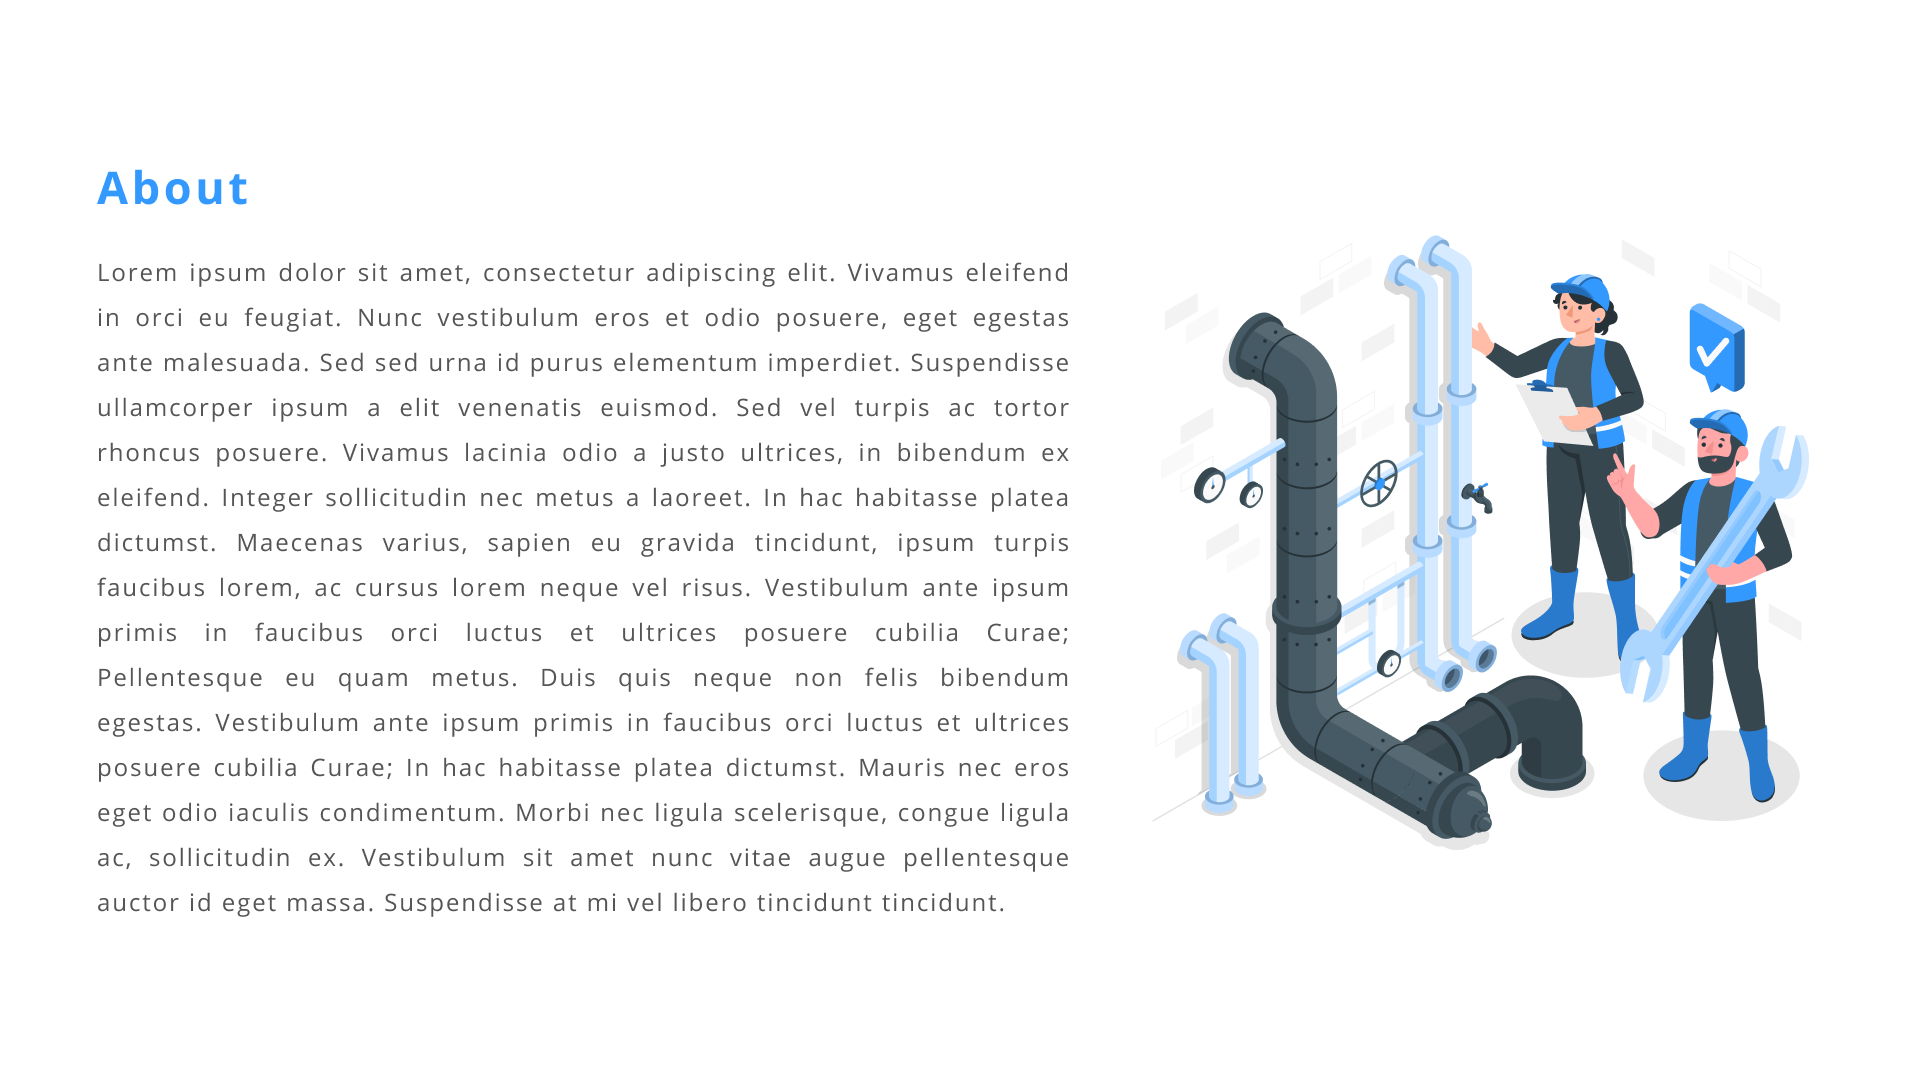 About
Lorem ipsum dolor sit amet, consectetur adipiscing elit. Vivamus eleifend
in orci eu feugiat. Nunc vestibulum eros et odio posuere, eget egestas
ante malesuada. Sed sed urna id purus elementum imperdiet. Suspendisse
ullamcorper ipsum a elit venenatis euismod. Sed vel turpis ac tortor
rhoncus posuere. Vivamus lacinia odio a justo ultrices, in bibendum ex
eleifend. Integer sollicitudin nec metus a laoreet. In hac habitasse platea
dictumst. Maecenas varius, sapien eu gravida tincidunt, ipsum turpis
faucibus lorem, ac cursus lorem neque vel risus. Vestibulum ante ipsum
primis in faucibus orci luctus et ultrices posuere cubilia Curae;
Pellentesque eu quam metus. Duis quis neque non felis bibendum
egestas. Vestibulum ante ipsum primis in faucibus orci luctus et ultrices
posuere cubilia Curae; In hac habitasse platea dictumst. Mauris nec eros
eget odio iaculis condimentum. Morbi nec ligula scelerisque, congue ligula
ac, sollicitudin ex. Vestibulum sit amet nunc vitae augue pellentesque
auctor id eget massa. Suspendisse at mi vel libero tincidunt tincidunt.